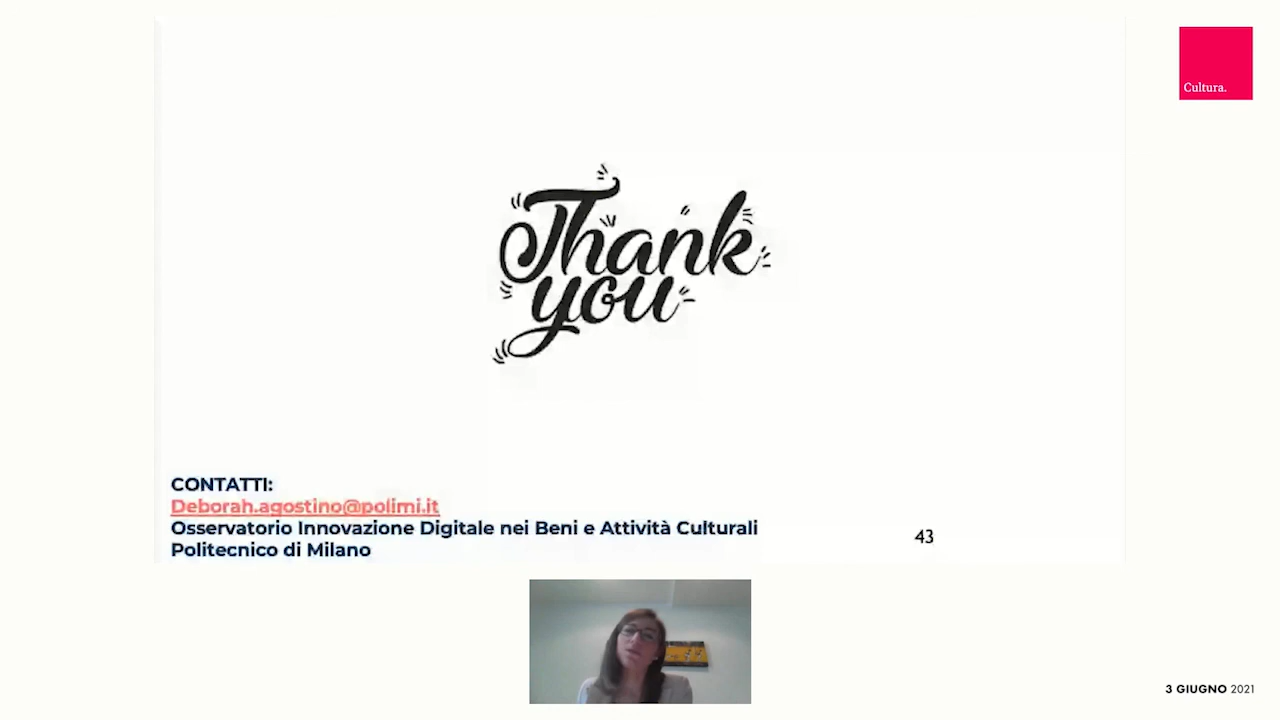 Cultura.
Thank
you
CONTATTI:
Deborah.agostino@polimi.it
Osservatorio Innovazione Digitale nei Beni e Attività Culturali
Politecnico di Milano
43
3 GIUGNO 2021